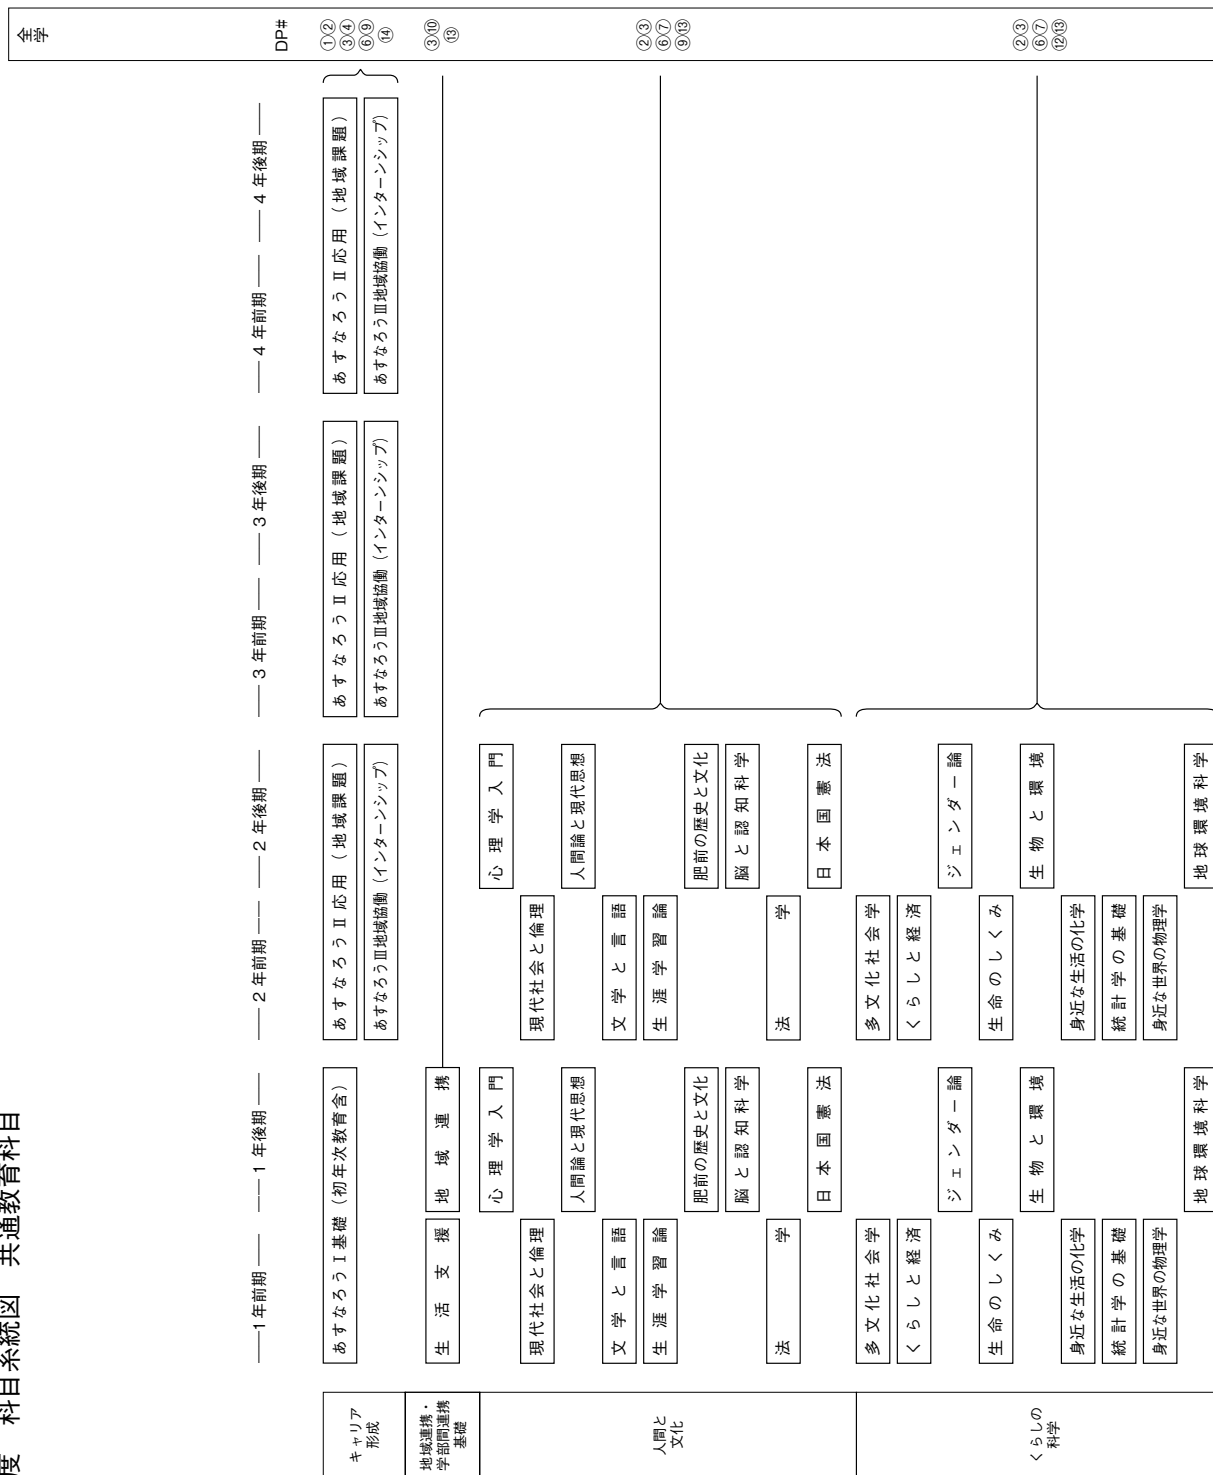 度　科目系統図　共通教育科目
全学
DP#
1年前期
1年後期
2年前期
2年後期
3年前期
3年後期
4年前期
4年後期
キャリア
形成
あすなろうⅠ基礎（初年次教育含）
あすなろうⅡ応用（地域課題）
あすなろうⅡ応用（地域課題）
あすなろうⅡ応用（地域課題）
あすなろうⅢ地域協働（インターンシップ）
あすなろうⅢ地域協働（インターンシップ）
あすなろうⅢ地域協働（インターンシップ）
①②
③④
⑥⑨
⑭
地域連携・
学部間連携
基礎
生活支援
地域連携
③⑩
⑬
人間と
文化
心理学入門
心理学入門
現代社会と倫理
現代社会と倫理
人間論と現代思想
人間論と現代思想
文学と言語
文学と言語
生涯学習論
生涯学習論
肥前の歴史と文化
肥前の歴史と文化
脳と認知科学
脳と認知科学
法学
法学
日本国憲法
日本国憲法
②③
⑥⑦
⑨⑬
くらしの
科学
多文化社会学
多文化社会学
くらしと経済
くらしと経済
ジェンダー論
ジェンダー論
生命のしくみ
生命のしくみ
生物と環境
生物と環境
身近な生活の化学
身近な生活の化学
統計学の基礎
統計学の基礎
身近な世界の物理学
身近な世界の物理学
地球環境科学
地球環境科学
②③
⑥⑦
⑫⑬